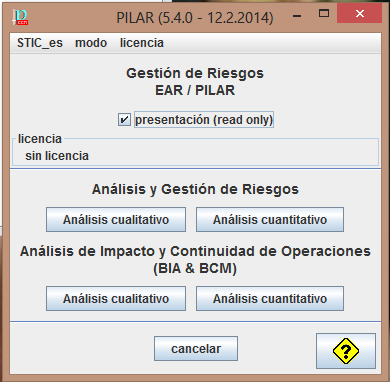 PILAR (5.4.0 - 12.2.2014)
STIC_es modo licencia
Gestión de Riesgos
EAR / PILAR
presentación (read only)
licencia
sin licencia
Análisis y Gestión de Riesgos
Análisis cualitativo Análisis cuantitativo
Análisis de Impacto y Continuidad de Operaciones
(BIA & BCM)
Análisis cualitativo Análisis cuantitativo
cancelar
?